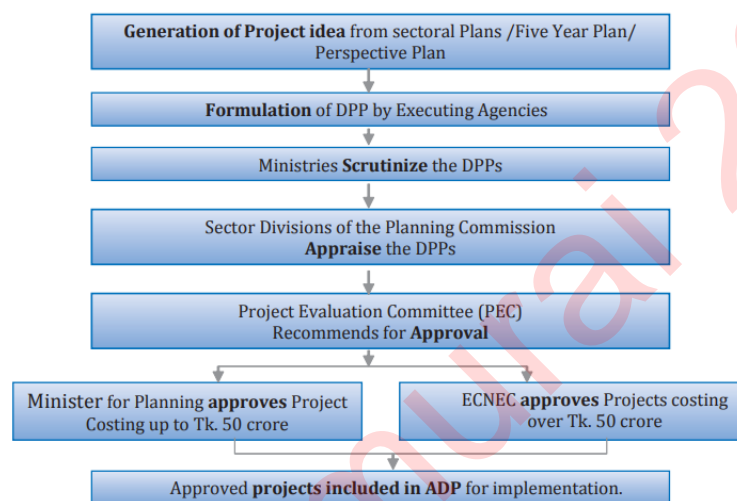 Generation of Project idea from sectoral Plans /Five Year Plan/
Perspective Plan
Formulation of DPP by Executing Agencies
Ministries Scrutinize the DPPs
Sector Divisions of the Planning Commission
Appraise the DPPs
Project Evaluation Committee (PEC)
Recommends for Approval
Minister for Planning approves Project
Costing up to Tk. 50 crore
ECNEC approves Projects costing
over Tk. 50 crore
Approved projects included in ADP for implementation.